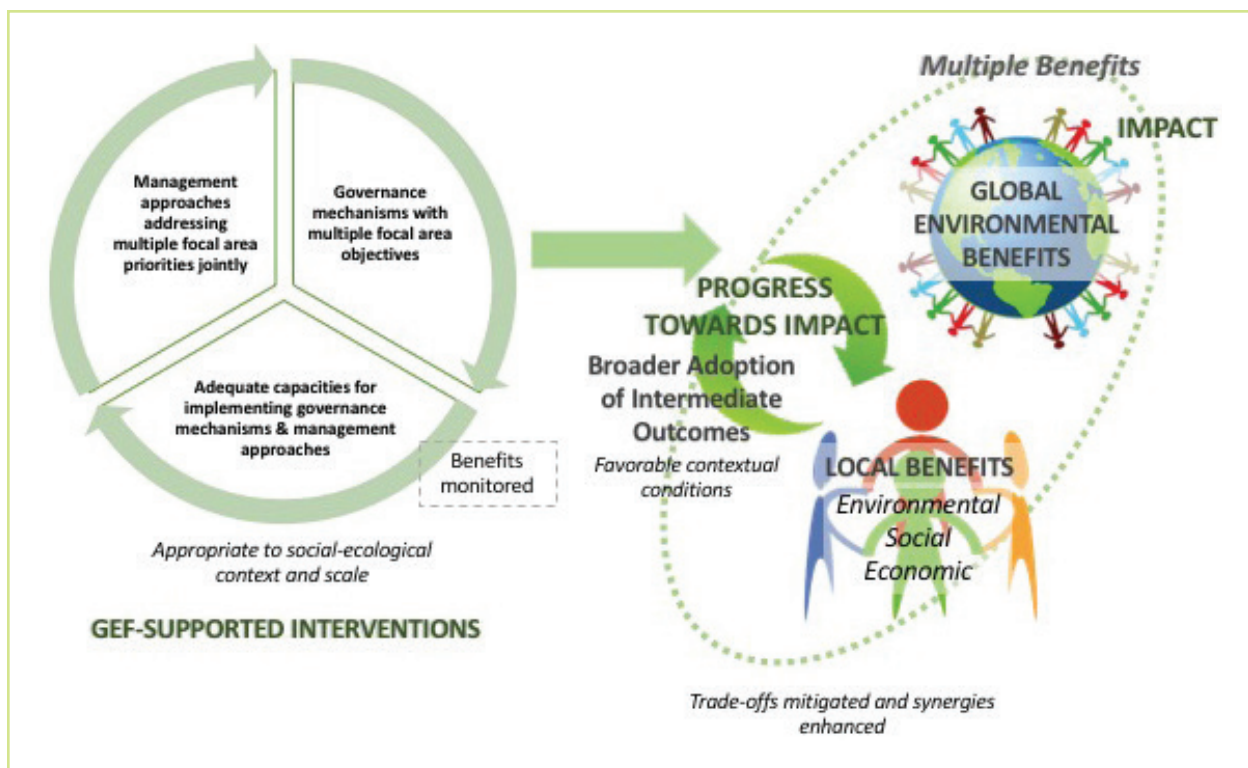 Management
approaches
addressing
multiple focal area
priorities jointly
Governance
mechanisms with
multiple focal area
objectives
Adequate capacities for
implementing governance
mechanisms & management
approaches
Benefits
monitored
Appropriate to social-ecological
context and scale
GEF-SUPPORTED INTERVENTIONS
Multiple Benefits
IMPACT
GLOBAL
ENVIRONMENTAL
BENEFITS
PROGRESS
TOWARDS IMPACT
Broader Adoption
of Intermediate
Outcomes
Favorable contextual
conditions
LOCAL BENEFITS
Environmental
Social
Economic
Trade-offs mitigated and synergies
enhanced